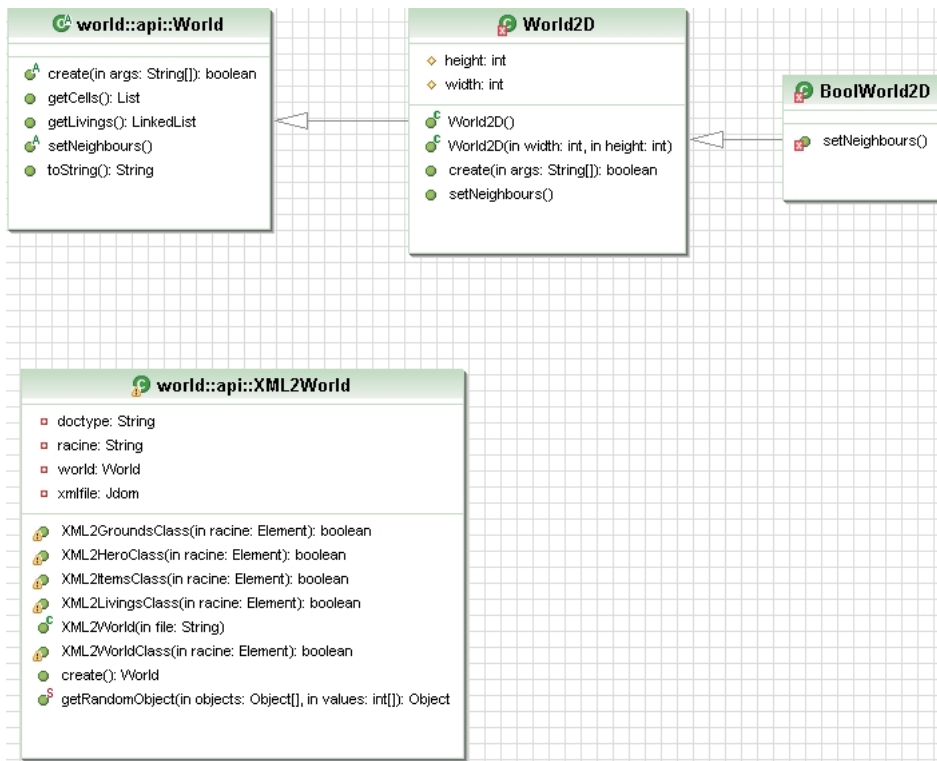 world::api::World
create(in args: String[]): boolean
getCells(): List
getLivings(): LinkedList
setNeighbours()
toString(): String
World2D
height: int
width: int
World2D()
World2D(in width: int, in height: int)
create(in args: String[]): boolean
setNeighbours()
BoolWorld2D
setNeighbours()
world::api::XML2World
doctype: String
racine: String
world: World
xmlfile: Jdom
XML2GroundsClass(in racine: Element): boolean
XML2HeroClass(in racine: Element): boolean
XML2ItemsClass(in racine: Element): boolean
XML2LivingsClass(in racine: Element): boolean
XML2World(in file: String)
XML2WorldClass(in racine: Element): boolean
create(): World
getRandomObject(in objects: Object[], in values: int[]): Object